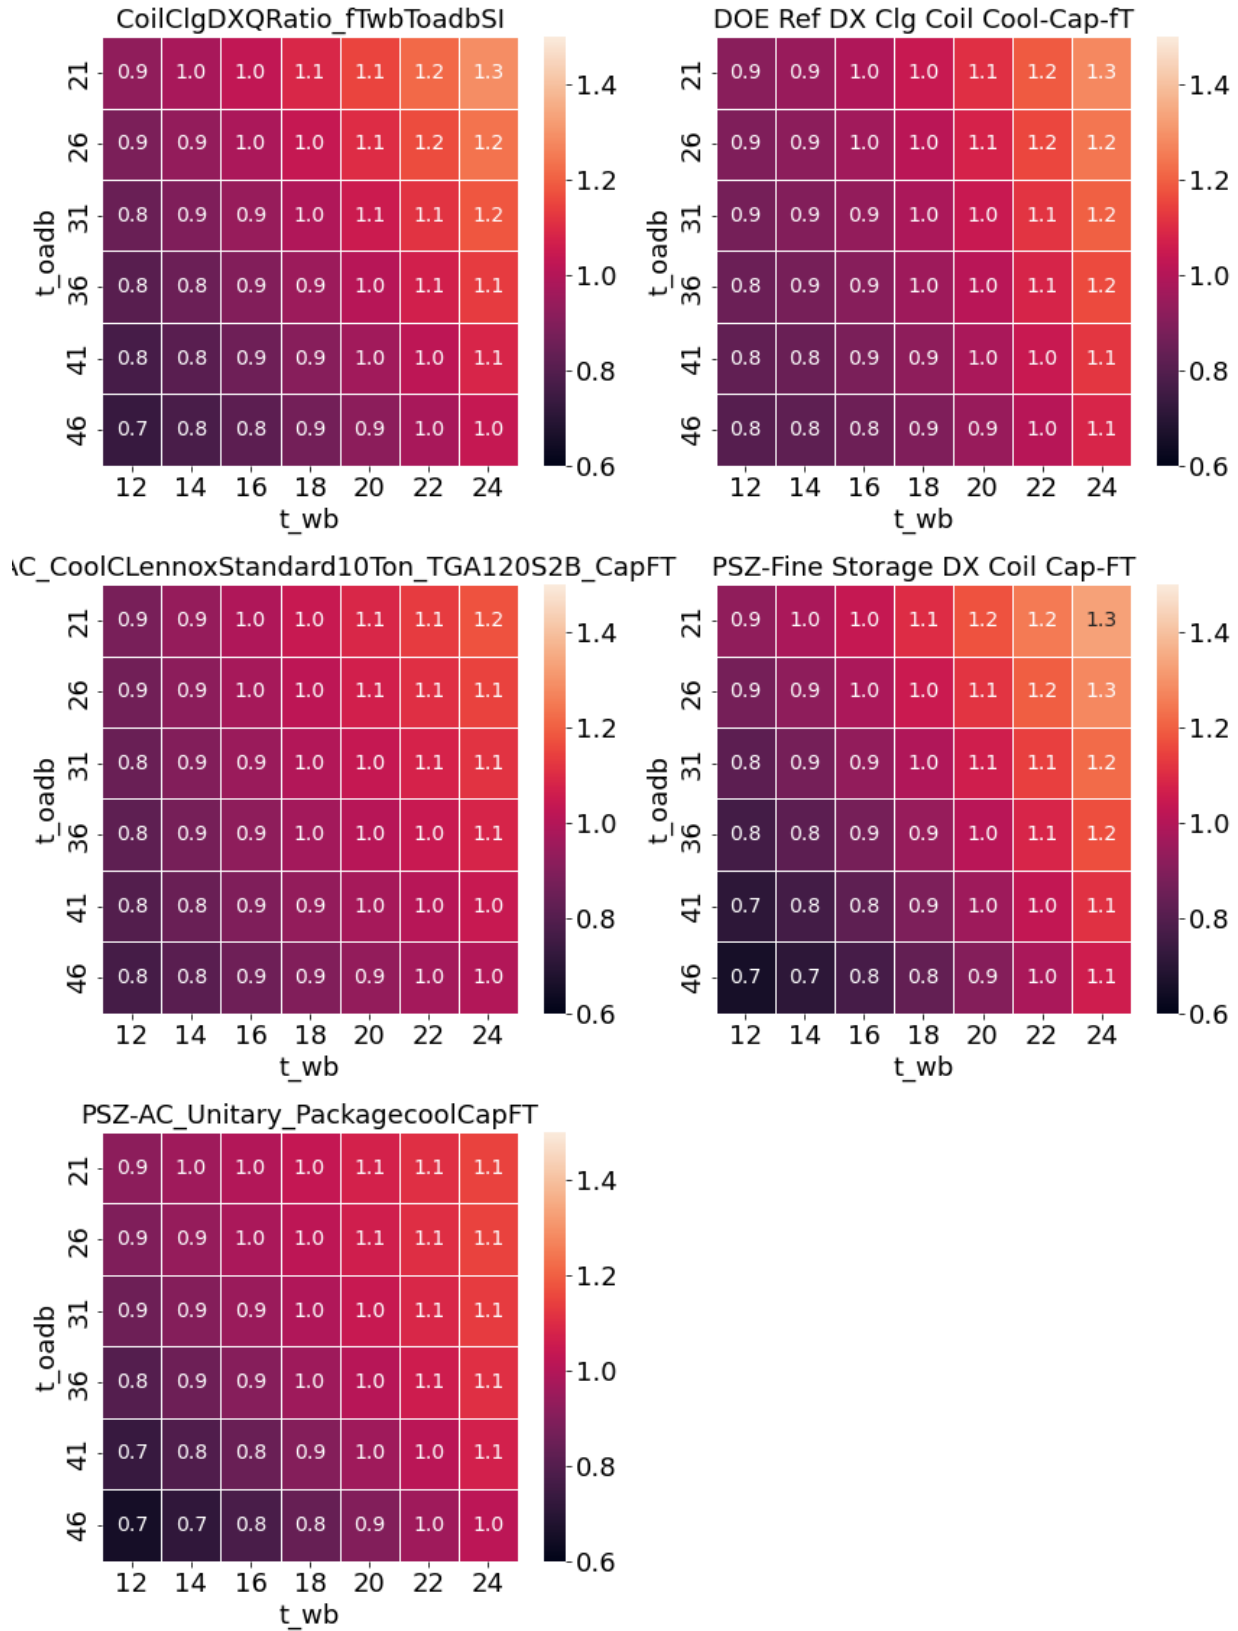 CoilClgDXQRatio_fTwbToadbSI
21 0.9 1.0 1.0 1.1 1.1 1.2 1.3
26 0.9 0.9 1.0 1.0 1.1 1.2 1.2
31 0.8 0.9 0.9 1.0 1.1 1.1 1.2
36 0.8 0.8 0.9 0.9 1.0 1.1 1.1
41 0.8 0.8 0.9 0.9 1.0 1.0 1.1
46 0.7 0.8 0.8 0.9 0.9 1.0 1.0
t_oadb
12 14 16 18 20 22 24
t_wb
1.4
1.2
1.0
0.8
0.6
DOE Ref DX Clg Coil Cool-Cap-fT
21 0.9 0.9 1.0 1.0 1.1 1.2 1.3
26 0.9 0.9 1.0 1.0 1.1 1.2 1.2
31 0.9 0.9 0.9 1.0 1.0 1.1 1.2
36 0.8 0.9 0.9 1.0 1.0 1.1 1.2
41 0.8 0.8 0.9 0.9 1.0 1.0 1.1
46 0.8 0.8 0.8 0.9 0.9 1.0 1.1
t_oadb
12 14 16 18 20 22 24
t_wb
1.4
1.2
1.0
0.8
0.6
AC_CoolCLennoxStandard10Ton_TGA120S2B_CapFT
21 0.9 0.9 1.0 1.0 1.1 1.1 1.2
26 0.9 0.9 1.0 1.0 1.1 1.1 1.1
31 0.8 0.9 0.9 1.0 1.0 1.1 1.1
36 0.8 0.9 0.9 1.0 1.0 1.0 1.1
41 0.8 0.8 0.9 0.9 1.0 1.0 1.0
46 0.8 0.8 0.9 0.9 0.9 1.0 1.0
t_oadb
12 14 16 18 20 22 24
t_wb
1.4
1.2
1.0
0.8
0.6
PSZ-Fine Storage DX Coil Cap-FT
21 0.9 1.0 1.0 1.1 1.2 1.2 1.3
26 0.9 0.9 1.0 1.0 1.1 1.2 1.3
31 0.8 0.9 0.9 1.0 1.1 1.1 1.2
36 0.8 0.8 0.9 0.9 1.0 1.1 1.2
41 0.7 0.8 0.8 0.9 1.0 1.0 1.1
46 0.7 0.7 0.8 0.8 0.9 1.0 1.1
t_oadb
12 14 16 18 20 22 24
t_wb
1.4
1.2
1.0
0.8
0.6
PSZ-AC_Unitary_PackagecoolCapFT
21 0.9 1.0 1.0 1.0 1.1 1.1 1.1
26 0.9 0.9 1.0 1.0 1.1 1.1 1.1
31 0.9 0.9 0.9 1.0 1.0 1.1 1.1
36 0.8 0.9 0.9 1.0 1.0 1.1 1.1
41 0.7 0.8 0.8 0.9 1.0 1.0 1.1
46 0.7 0.7 0.8 0.8 0.9 1.0 1.0
t_oadb
12 14 16 18 20 22 24
t_wb
1.4
1.2
1.0
0.8
0.6